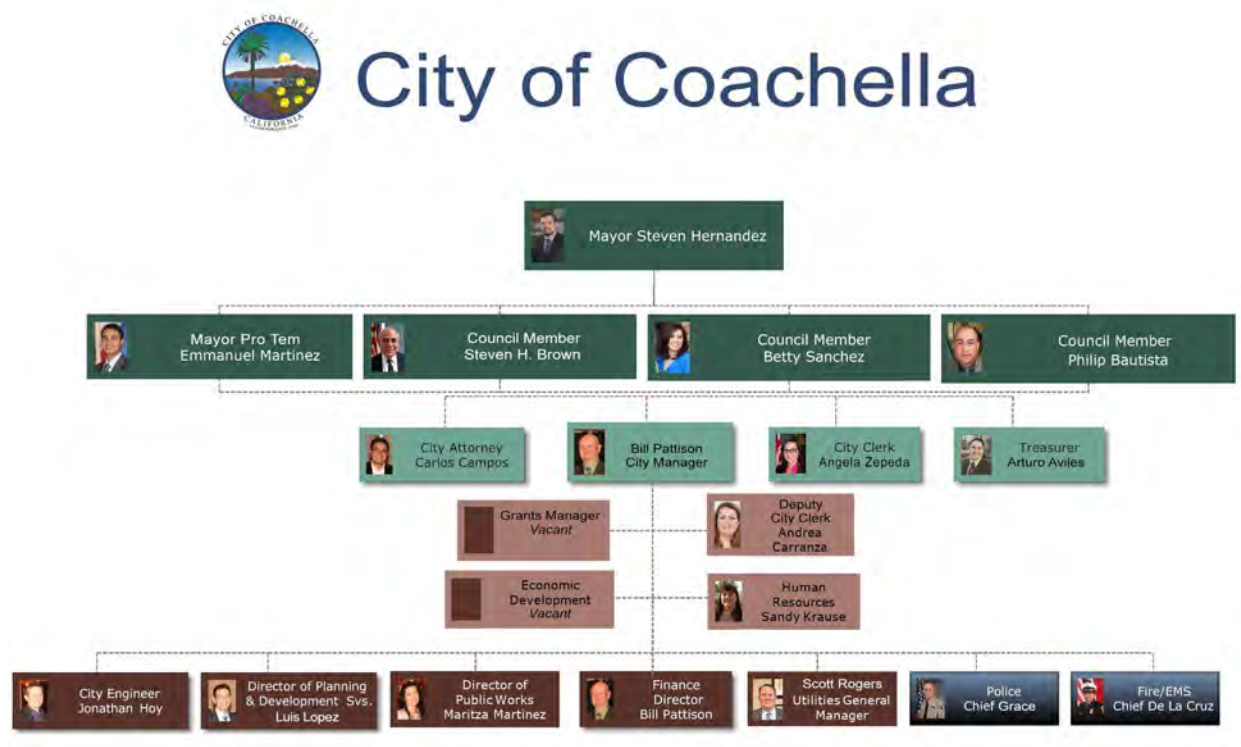 CITY OF COACHELLA
CALIFORNIA
City of Coachella
Mayor Steven Hernandez
Mayor Pro Tem
Emmanuel Martinez
Council Member
Steven H. Brown
Council Member
Betty Sanchez
Council Member
Philip Bautista
City Attorney
Carlos Campos
Bill Pattison
City Manager
City Clerk
Angela Zepeda
Treasurer
Arturo Aviles
Grants Manager
Vacant
Deputy
City Clerk
Andrea
Carranza
Economic
Development
Vacant
Human
Resources
Sandy Krause
City Engineer
Jonathan Hoy
Director of Planning
& Development Svs.
Luis Lopez
Director of
Public Works
Maritza Martinez
Finance
Director
Bill Pattison
Scott Rogers
Utilities General
Manager
Police
Chief Grace
Fire/EMS
Chief De La Cruz